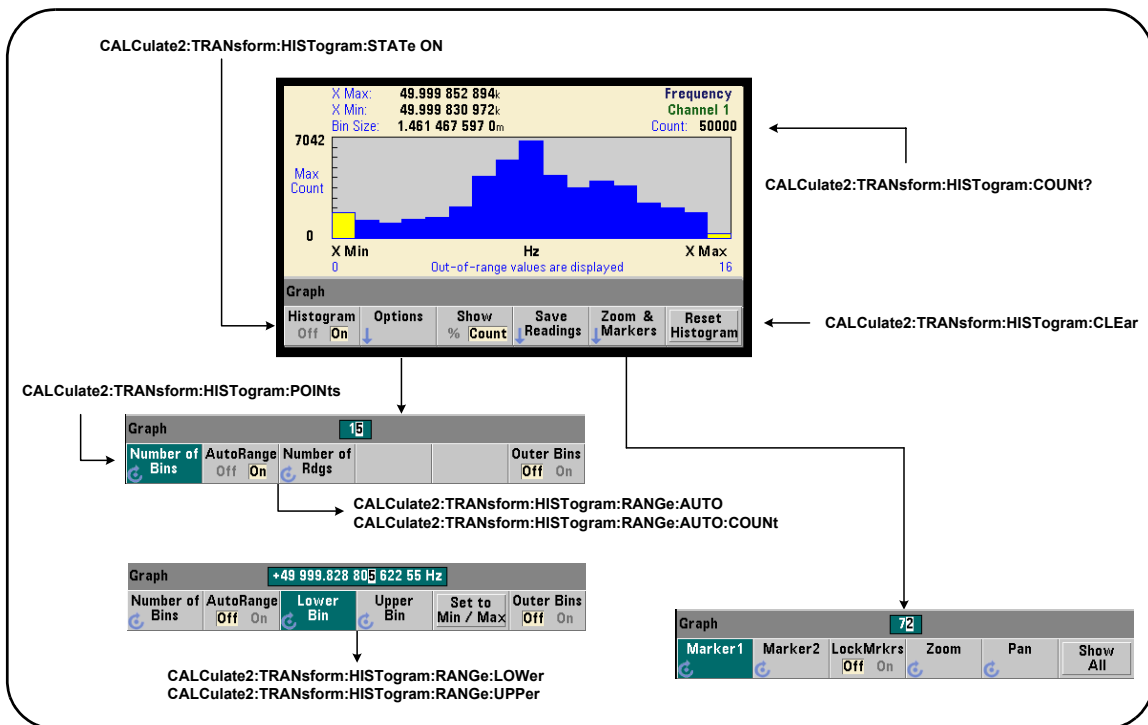 CALCulate2:TRANsform:HISTogram:STATe ON
X Max: 49.999 852 894k Frequency
X Min: 49.999 830 972k Channel 1
Bin Size: 1.461 467 597 0m Count: 50000
7042
Max
Count
0
X Min Hz X Max
0 Out-of-range values are displayed 16
CALCulate2:TRANsform:HISTogram:COUNt?
Graph
Histogram Options Show Save Zoom & Reset
Off On % Count Readings Markers Histogram
CALCulate2:TRANsform:HISTogram:CLEar
CALCulate2:TRANsform:HISTogram:POINts
Graph 15
Number of AutoRange Number of Outer Bins
Bins Off On Rdgs Off On
CALCulate2:TRANsform:HISTogram:RANGe:AUTO
CALCulate2:TRANsform:HISTogram:RANGe:AUTO:COUNt
Graph +49 999.828 805 622 55 Hz
Number of AutoRange Lower Upper Set to Outer Bins
Bins Off On Bin Bin Min / Max Off On
CALCulate2:TRANsform:HISTogram:RANGe:LOWer
CALCulate2:TRANsform:HISTogram:RANGe:UPPer
Graph 72
Marker1 Marker2 LockMrkrs Zoom Pan Show
Off On All